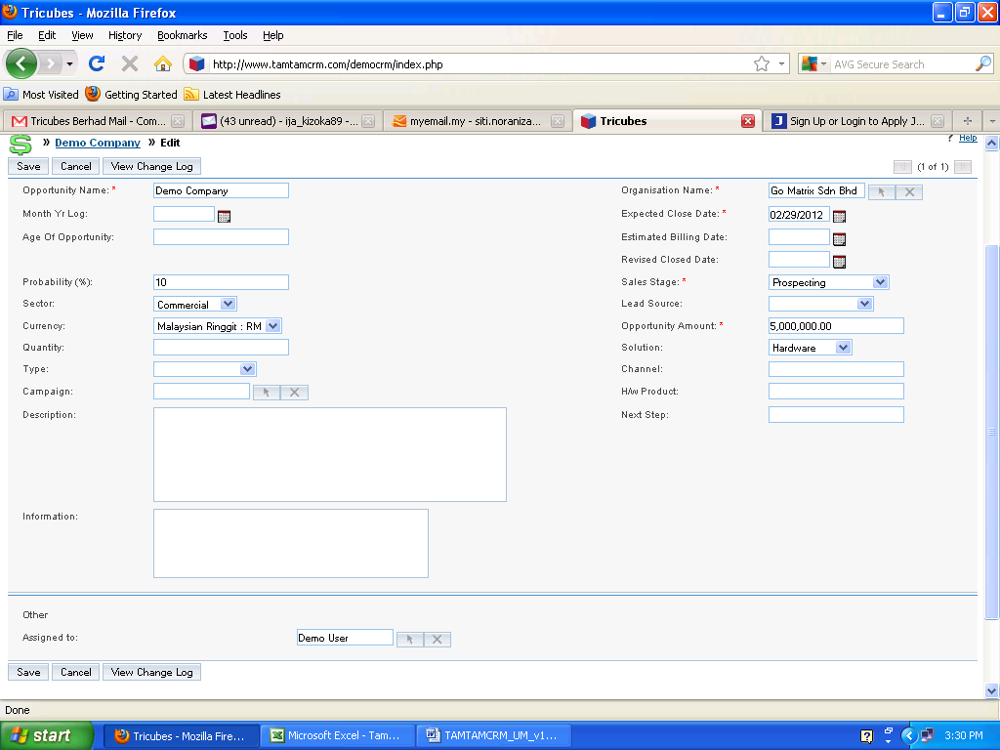 Tricubes - Mozilla Firefox
File Edit View History Bookmarks Tools Help
http://www.tamtamcrm.com/democrm/index.php
AVG Secure Search
Most Visited Getting Started Latest Headlines
Tricubes Berhad Mail - Com... (43 unread) - ija_kizoka89 -... myemail.my - siti.noraniza... Tricubes Sign Up or Login to Apply J...
» Demo Company » Edit ? Help
Save Cancel View Change Log (1 of 1)
Opportunity Name: * Demo Company Organisation Name: * Go Matrix Sdn Bhd
Month Yr Log: Expected Close Date: * 02/29/2012
Age Of Opportunity: Estimated Billing Date:
Revised Closed Date:
Probability (%): 10 Sales Stage: * Prospecting
Sector: Commercial Lead Source:
Currency: Malaysian Ringgit : RM Opportunity Amount: * 5,000,000.00
Quantity: Solution: Hardware
Type: Channel:
Campaign: H/w Product:
Description: Next Step:
Information:
Other
Assigned to: Demo User
Save Cancel View Change Log
Done
start Tricubes - Mozilla Fire... Microsoft Excel - Tam... TAMTAMCRM_UM_v1... 3:30 PM